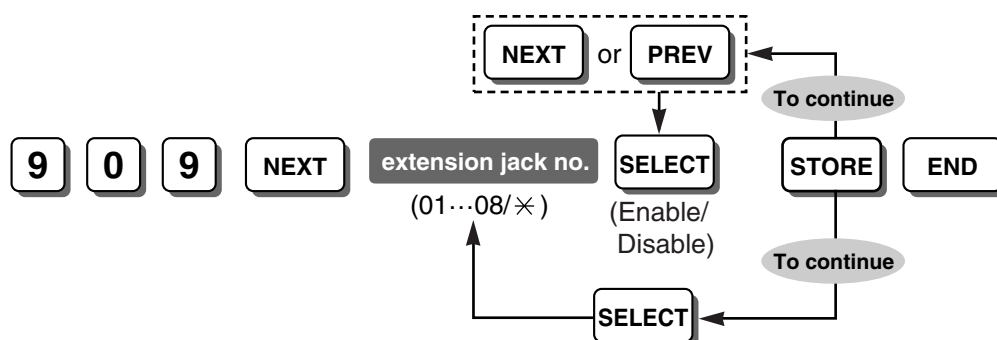 NEXT or PREV
To continue
9 0 9 NEXT extension jack no. SELECT STORE END
(01···08/✳)
(Enable/
Disable)
To continue
SELECT